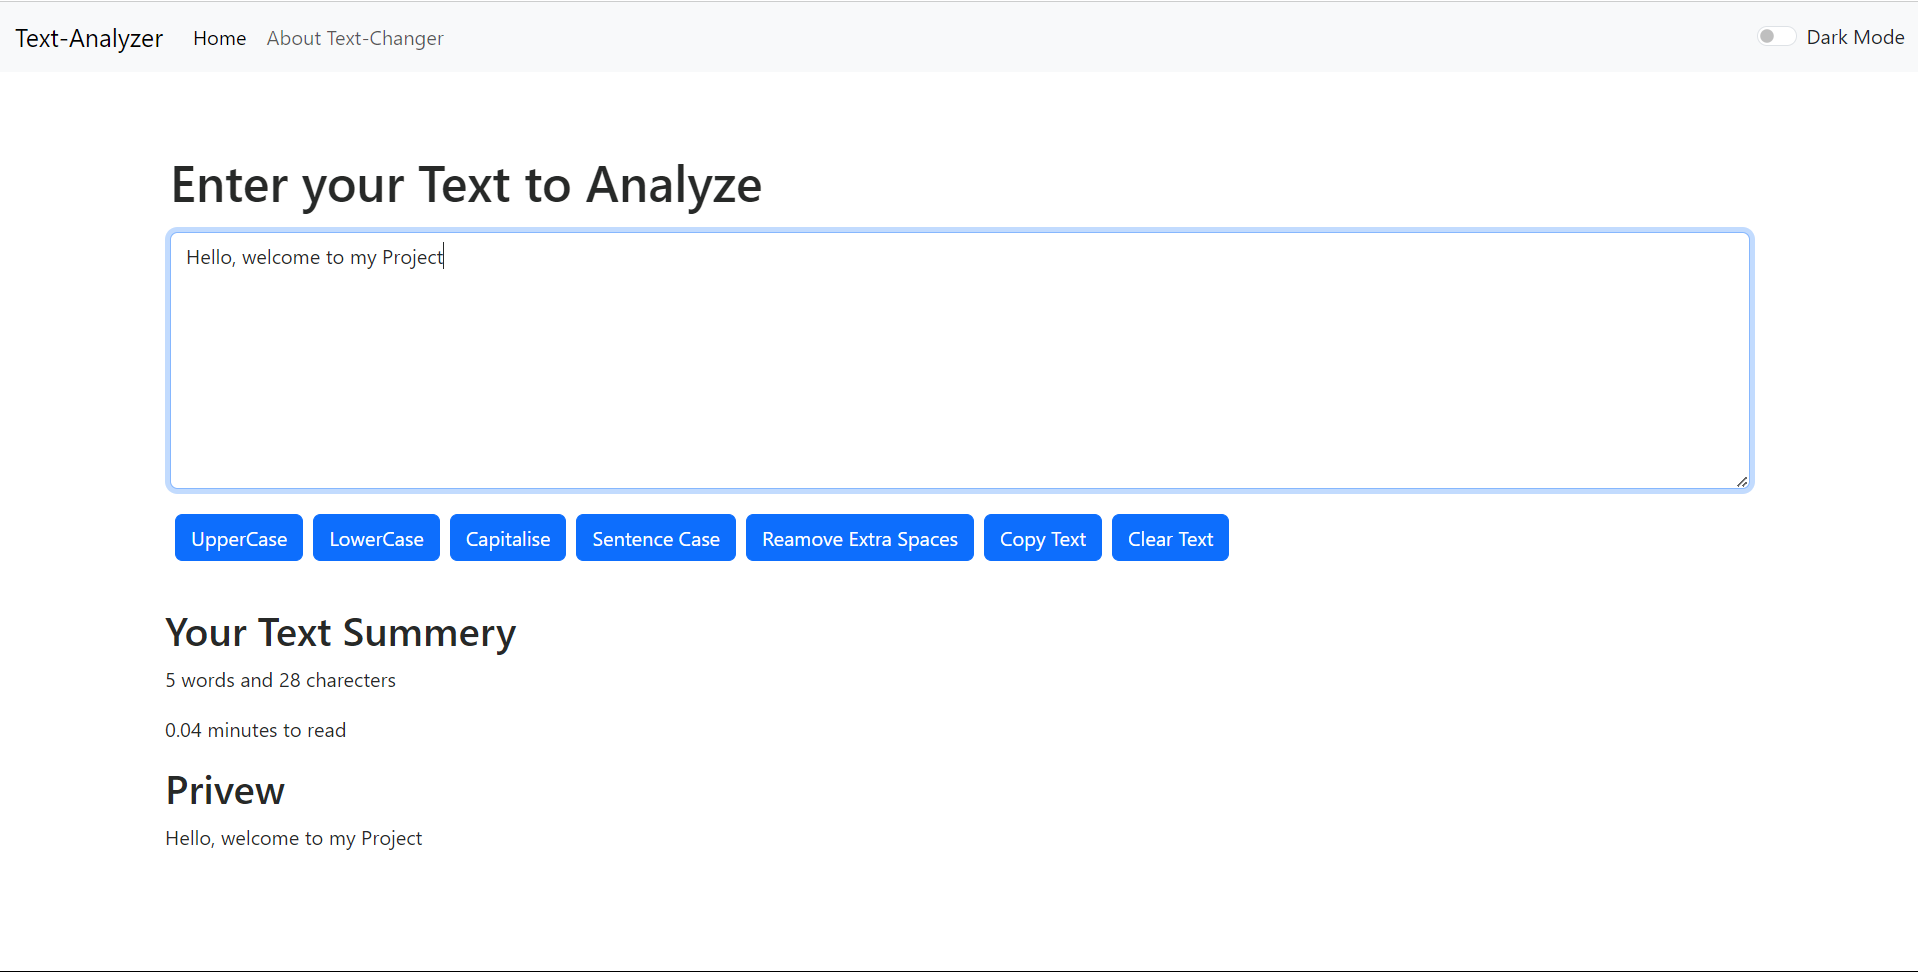 Text-Analyzer Home About Text-Changer Dark Mode
Enter your Text to Analyze
Hello, welcome to my Project
UpperCase LowerCase Capitalise Sentence Case Reamove Extra Spaces Copy Text Clear Text
Your Text Summery
5 words and 28 charecters
0.04 minutes to read
Privew
Hello, welcome to my Project